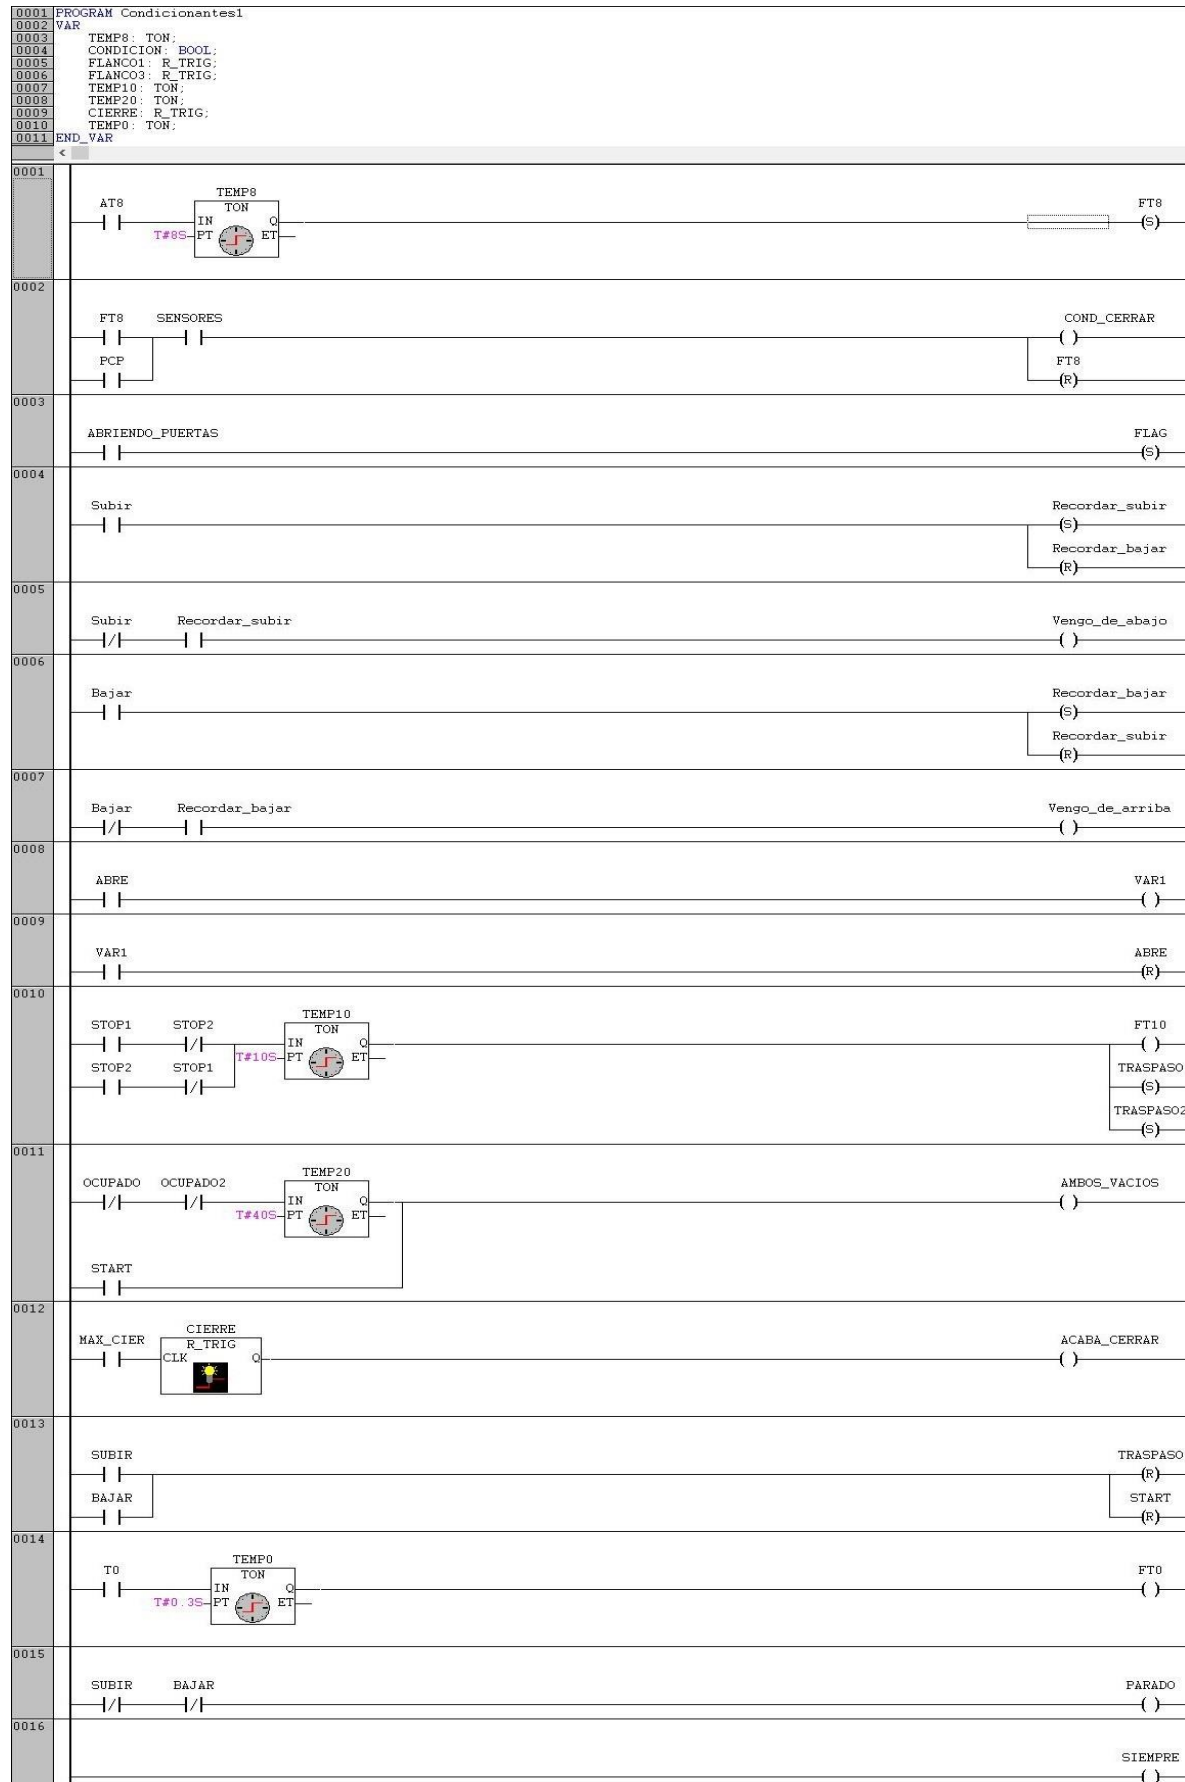 0001 PROGRAM Condicionantes1
0002 VAR
0003 TEMP8: TON;
0004 CONDICION: BOOL;
0005 FLANCO1: R_TRIG;
0006 FLANCO3: R_TRIG;
0007 TEMP10: TON;
0008 TEMP20: TON;
0009 CIERRE: R_TRIG;
0010 TEMP0: TON;
0011 END_VAR
0001
TEMP8
AT8 TON FT8
IN Q (S)
T#8S PT ET
0002
FT8 SENSORES COND_CERRAR
( )
PCP FT8
(R)
0003
ABRIENDO_PUERTAS FLAG
(S)
0004
Subir Recordar_subir
(S)
Recordar_bajar
(R)
0005
Subir Recordar_subir Vengo_de_abajo
( )
0006
Bajar Recordar_bajar
(S)
Recordar_subir
(R)
0007
Bajar Recordar_bajar Vengo_de_arriba
( )
0008
ABRE VAR1
( )
0009
VAR1 ABRE
(R)
0010
TEMP10
STOP1 STOP2 TON FT10
IN Q ( )
T#10S PT ET
STOP2 STOP1 TRASPASO
(S)
TRASPASO2
(S)
0011
TEMP20
OCUPADO OCUPADO2 TON AMBOS_VACIOS
IN Q ( )
T#40S PT ET
START
0012
CIERRE
MAX_CIER R_TRIG ACABA_CERRAR
CLK Q ( )
0013
SUBIR TRASPASO
(R)
BAJAR START
(R)
0014
TEMP0
T0 TON FT0
IN Q ( )
T#0.3S PT ET
0015
SUBIR BAJAR PARADO
( )
0016
SIEMPRE
( )